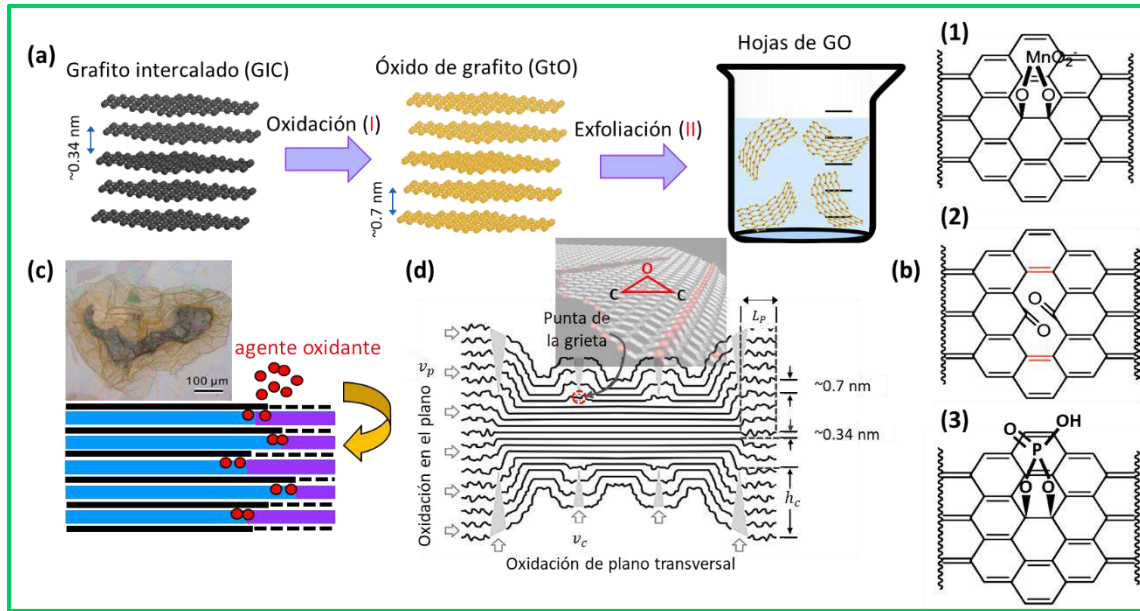 (a)
Grafito intercalado (GIC)
~0.34 nm
Oxidación (I)
Óxido de grafito (GtO)
~0.7 nm
Exfoliación (II)
Hojas de GO
(1)
MnO2-
O O
(2)
(b)
O
O
(3)
O OH
P
O O
(c)
agente oxidante
100 µm
(d)
O
C C
Punta de
la grieta
LP
vp
~0.7 nm
~0.34 nm
hc
Oxidación en el plano
vc
Oxidación de plano transversal